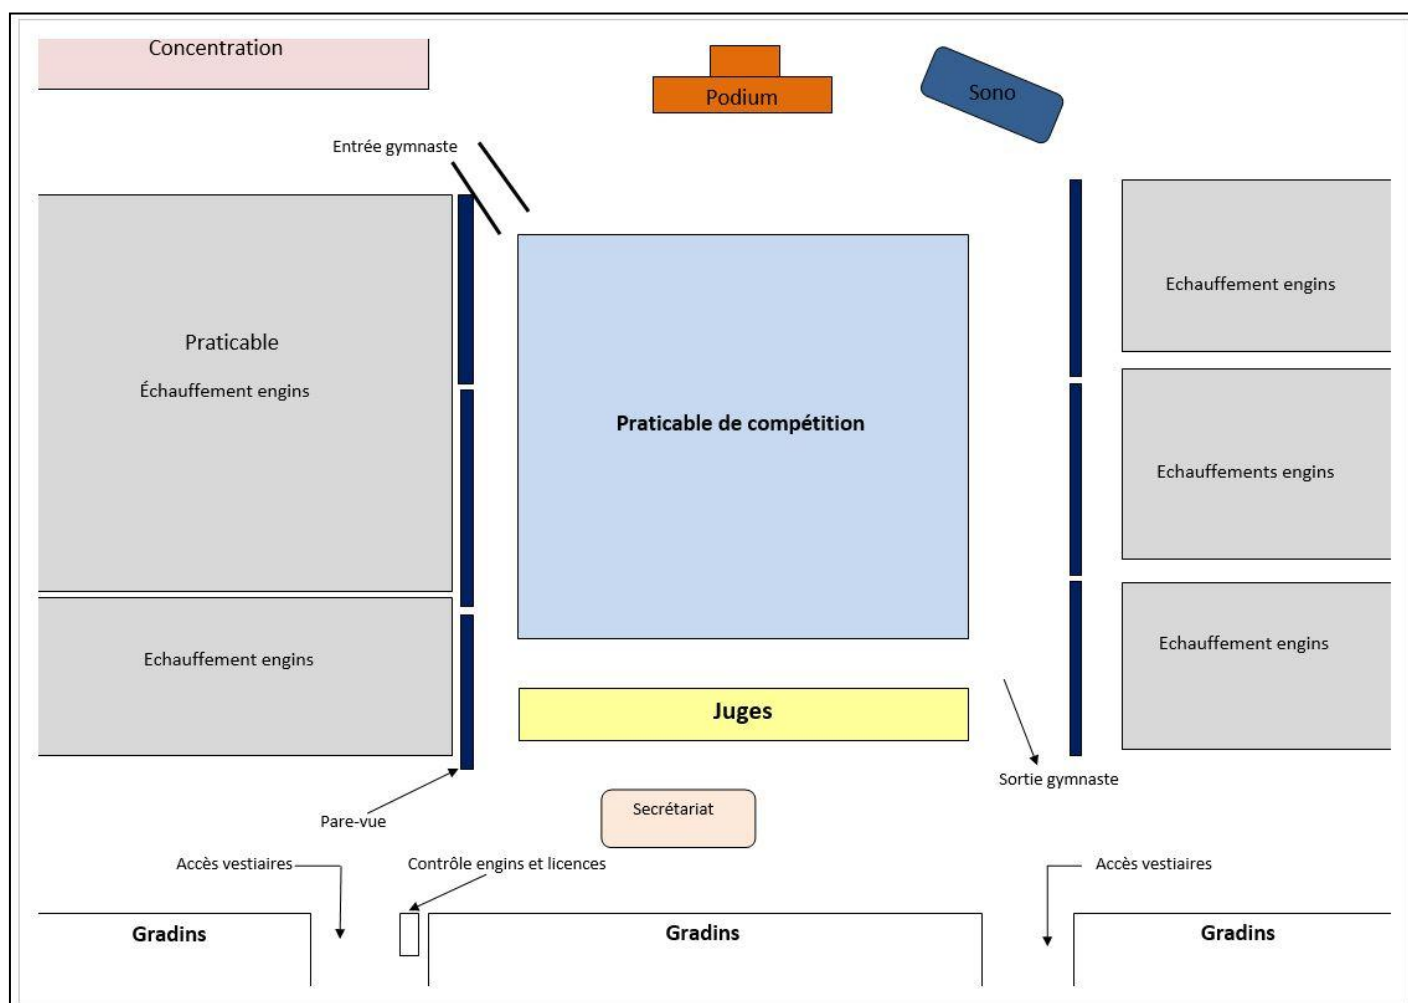 Concentration
Podium
Sono
Entrée gymnaste
Echauffement engins
Praticable
Échauffement engins
Praticable de compétition
Echauffements engins
Echauffement engins
Echauffement engins
Juges
Sortie gymnaste
Secrétariat
Pare-vue
Accès vestiaires
Contrôle engins et licences
Accès vestiaires
Gradins
Gradins
Gradins